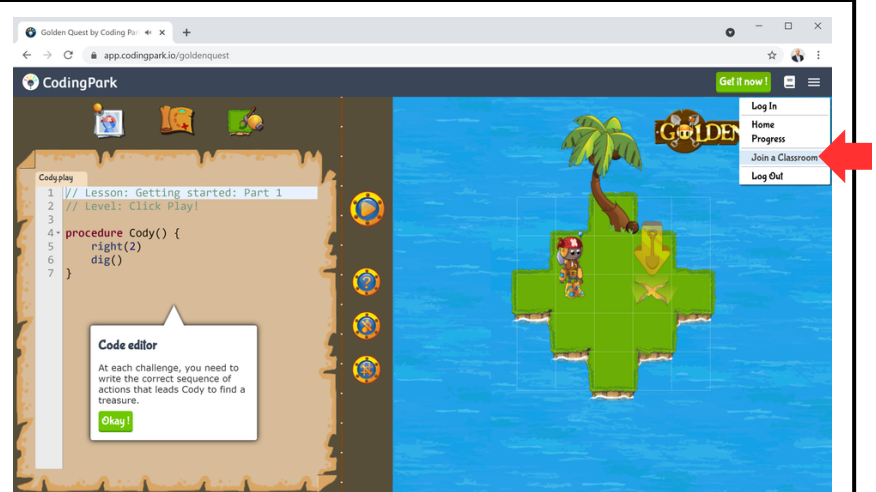 Golden Quest by Coding Par
app.codingpark.io/goldenquest
CodingPark
Get it now !
Log In
Home
Progress
Join a Classroom
Log Out
GOLDEN
Cody.play
1 // Lesson: Getting started: Part 1
2 // Level: Click Play!
3
4 procedure Cody() {
5 right(2)
6 dig()
7 }
Code editor
At each challenge, you need to
write the correct sequence of
actions that leads Cody to find a
treasure.
Okay !